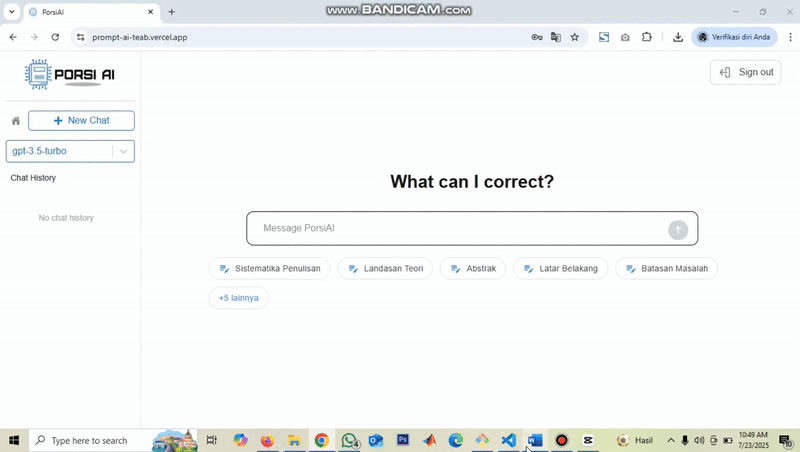 www.BANDICAM.com
PorsiAI
prompt-ai-teab.vercel.app
Verifikasi diri Anda
PORSI AI
Sign out
New Chat
gpt-3.5-turbo
Chat History
No chat history
What can I correct?
Message PorsiAI
Sistematika Penulisan
Landasan Teori
Abstrak
Latar Belakang
Batasan Masalah
+5 lainnya
Type here to search
4
Ps
Hasil
10:49 AM
7/23/2025
10